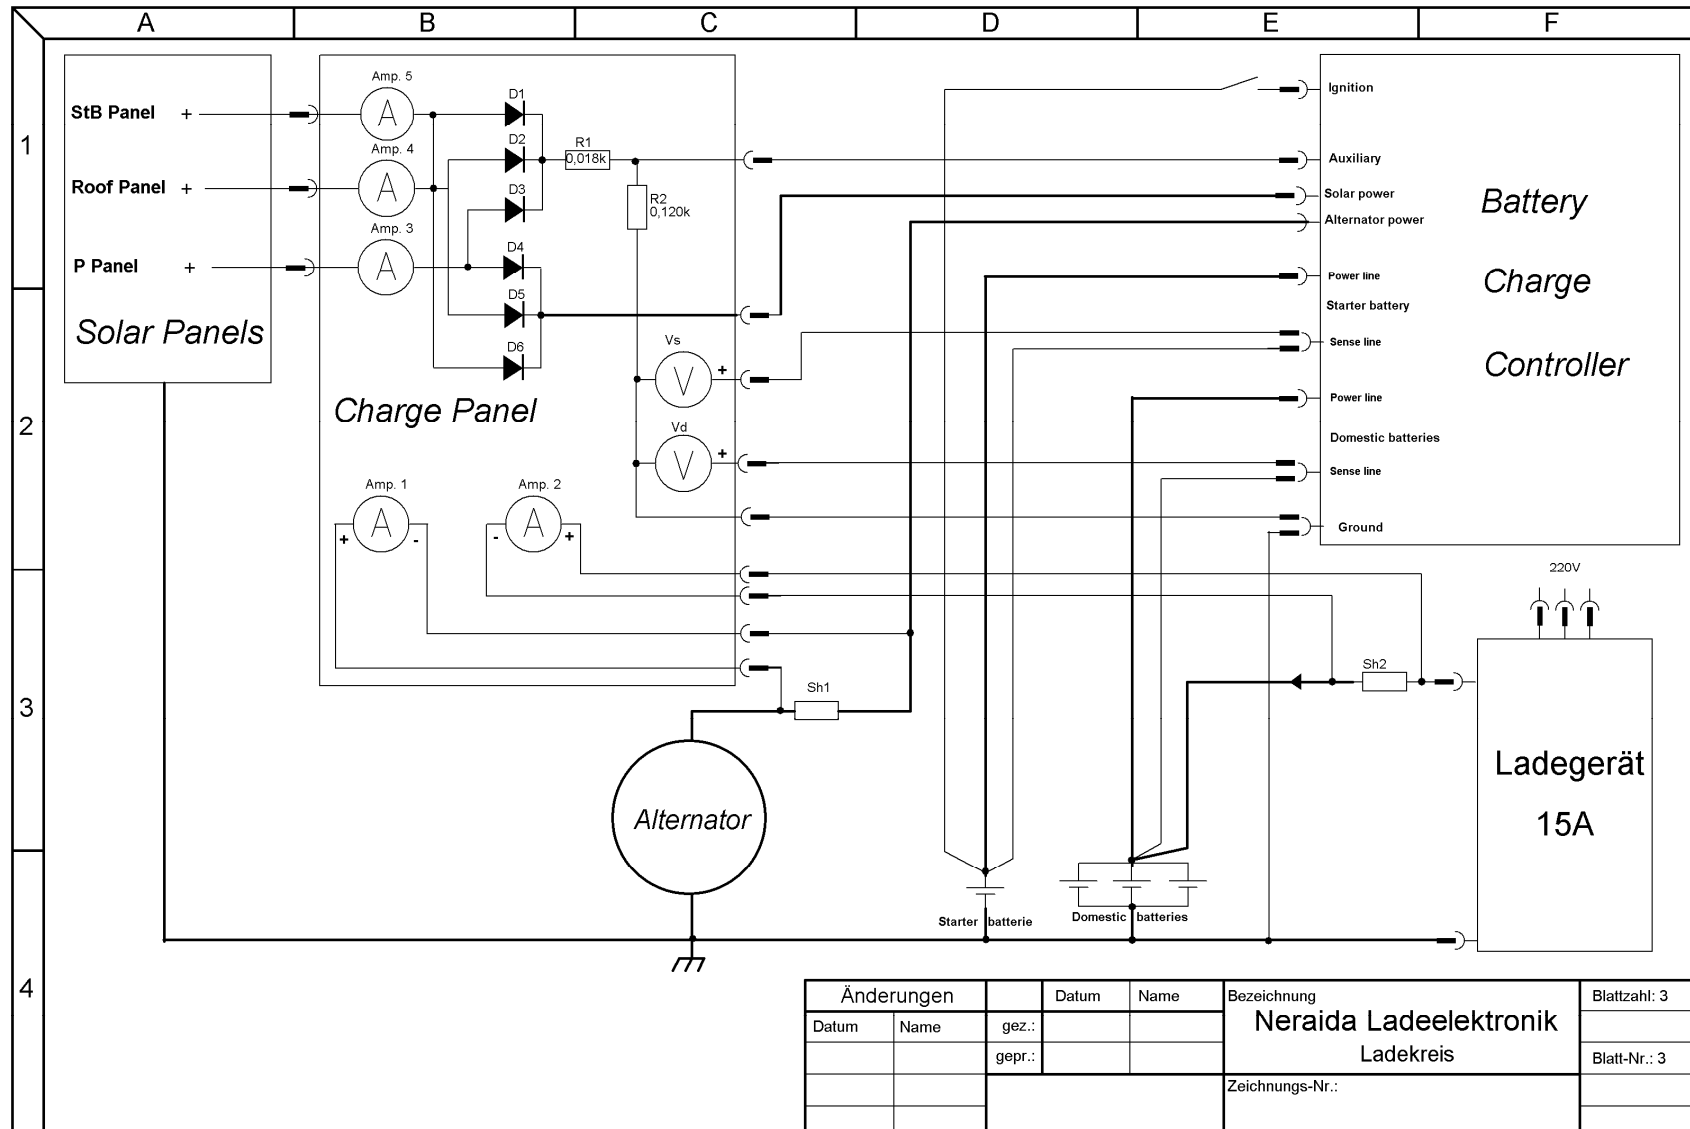 A B C D E F
1
2
3
4
StB Panel +
Roof Panel +
P Panel +
Solar Panels
Amp. 5
A
Amp. 4
A
Amp. 3
A
D1
D2
D3
D4
D5
D6
R1
0,018k
R2
0,120k
Charge Panel
Vs
V +
Vd
V +
Amp. 1
A
+ -
Amp. 2
A
- +
Sh1
Alternator
Ignition
Auxiliary
Solar power
Alternator power
Power line
Starter battery
Sense line
Power line
Domestic batteries
Sense line
Ground
Battery
Charge
Controller
220V
Sh2
Ladegerät
15A
Starter batterie
Domestic batteries
Änderungen
Datum Name
Datum Name
gez.:
gepr.:
Bezeichnung
Neraida Ladeelektronik
Ladekreis
Zeichnungs-Nr.:
Blattzahl: 3
Blatt-Nr.: 3